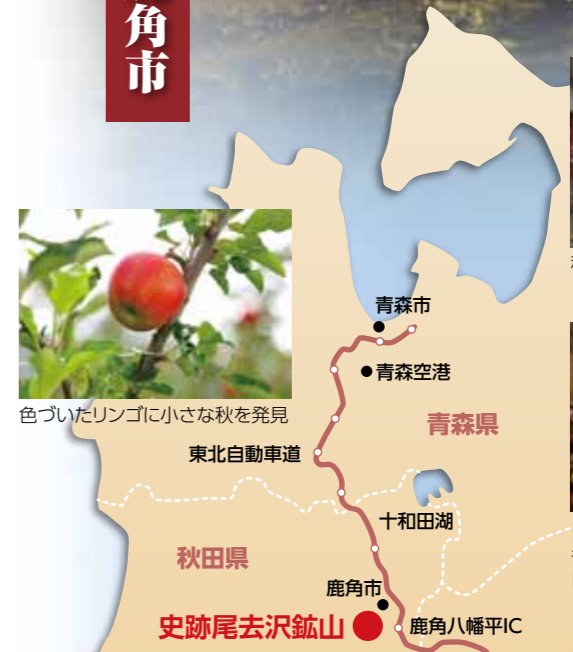 角市
色づいたリンゴに小さな秋を発見
青森市
青森空港
青森県
東北自動車道
十和田湖
秋田県
鹿角市
史跡尾去沢鉱山
鹿角八幡平IC